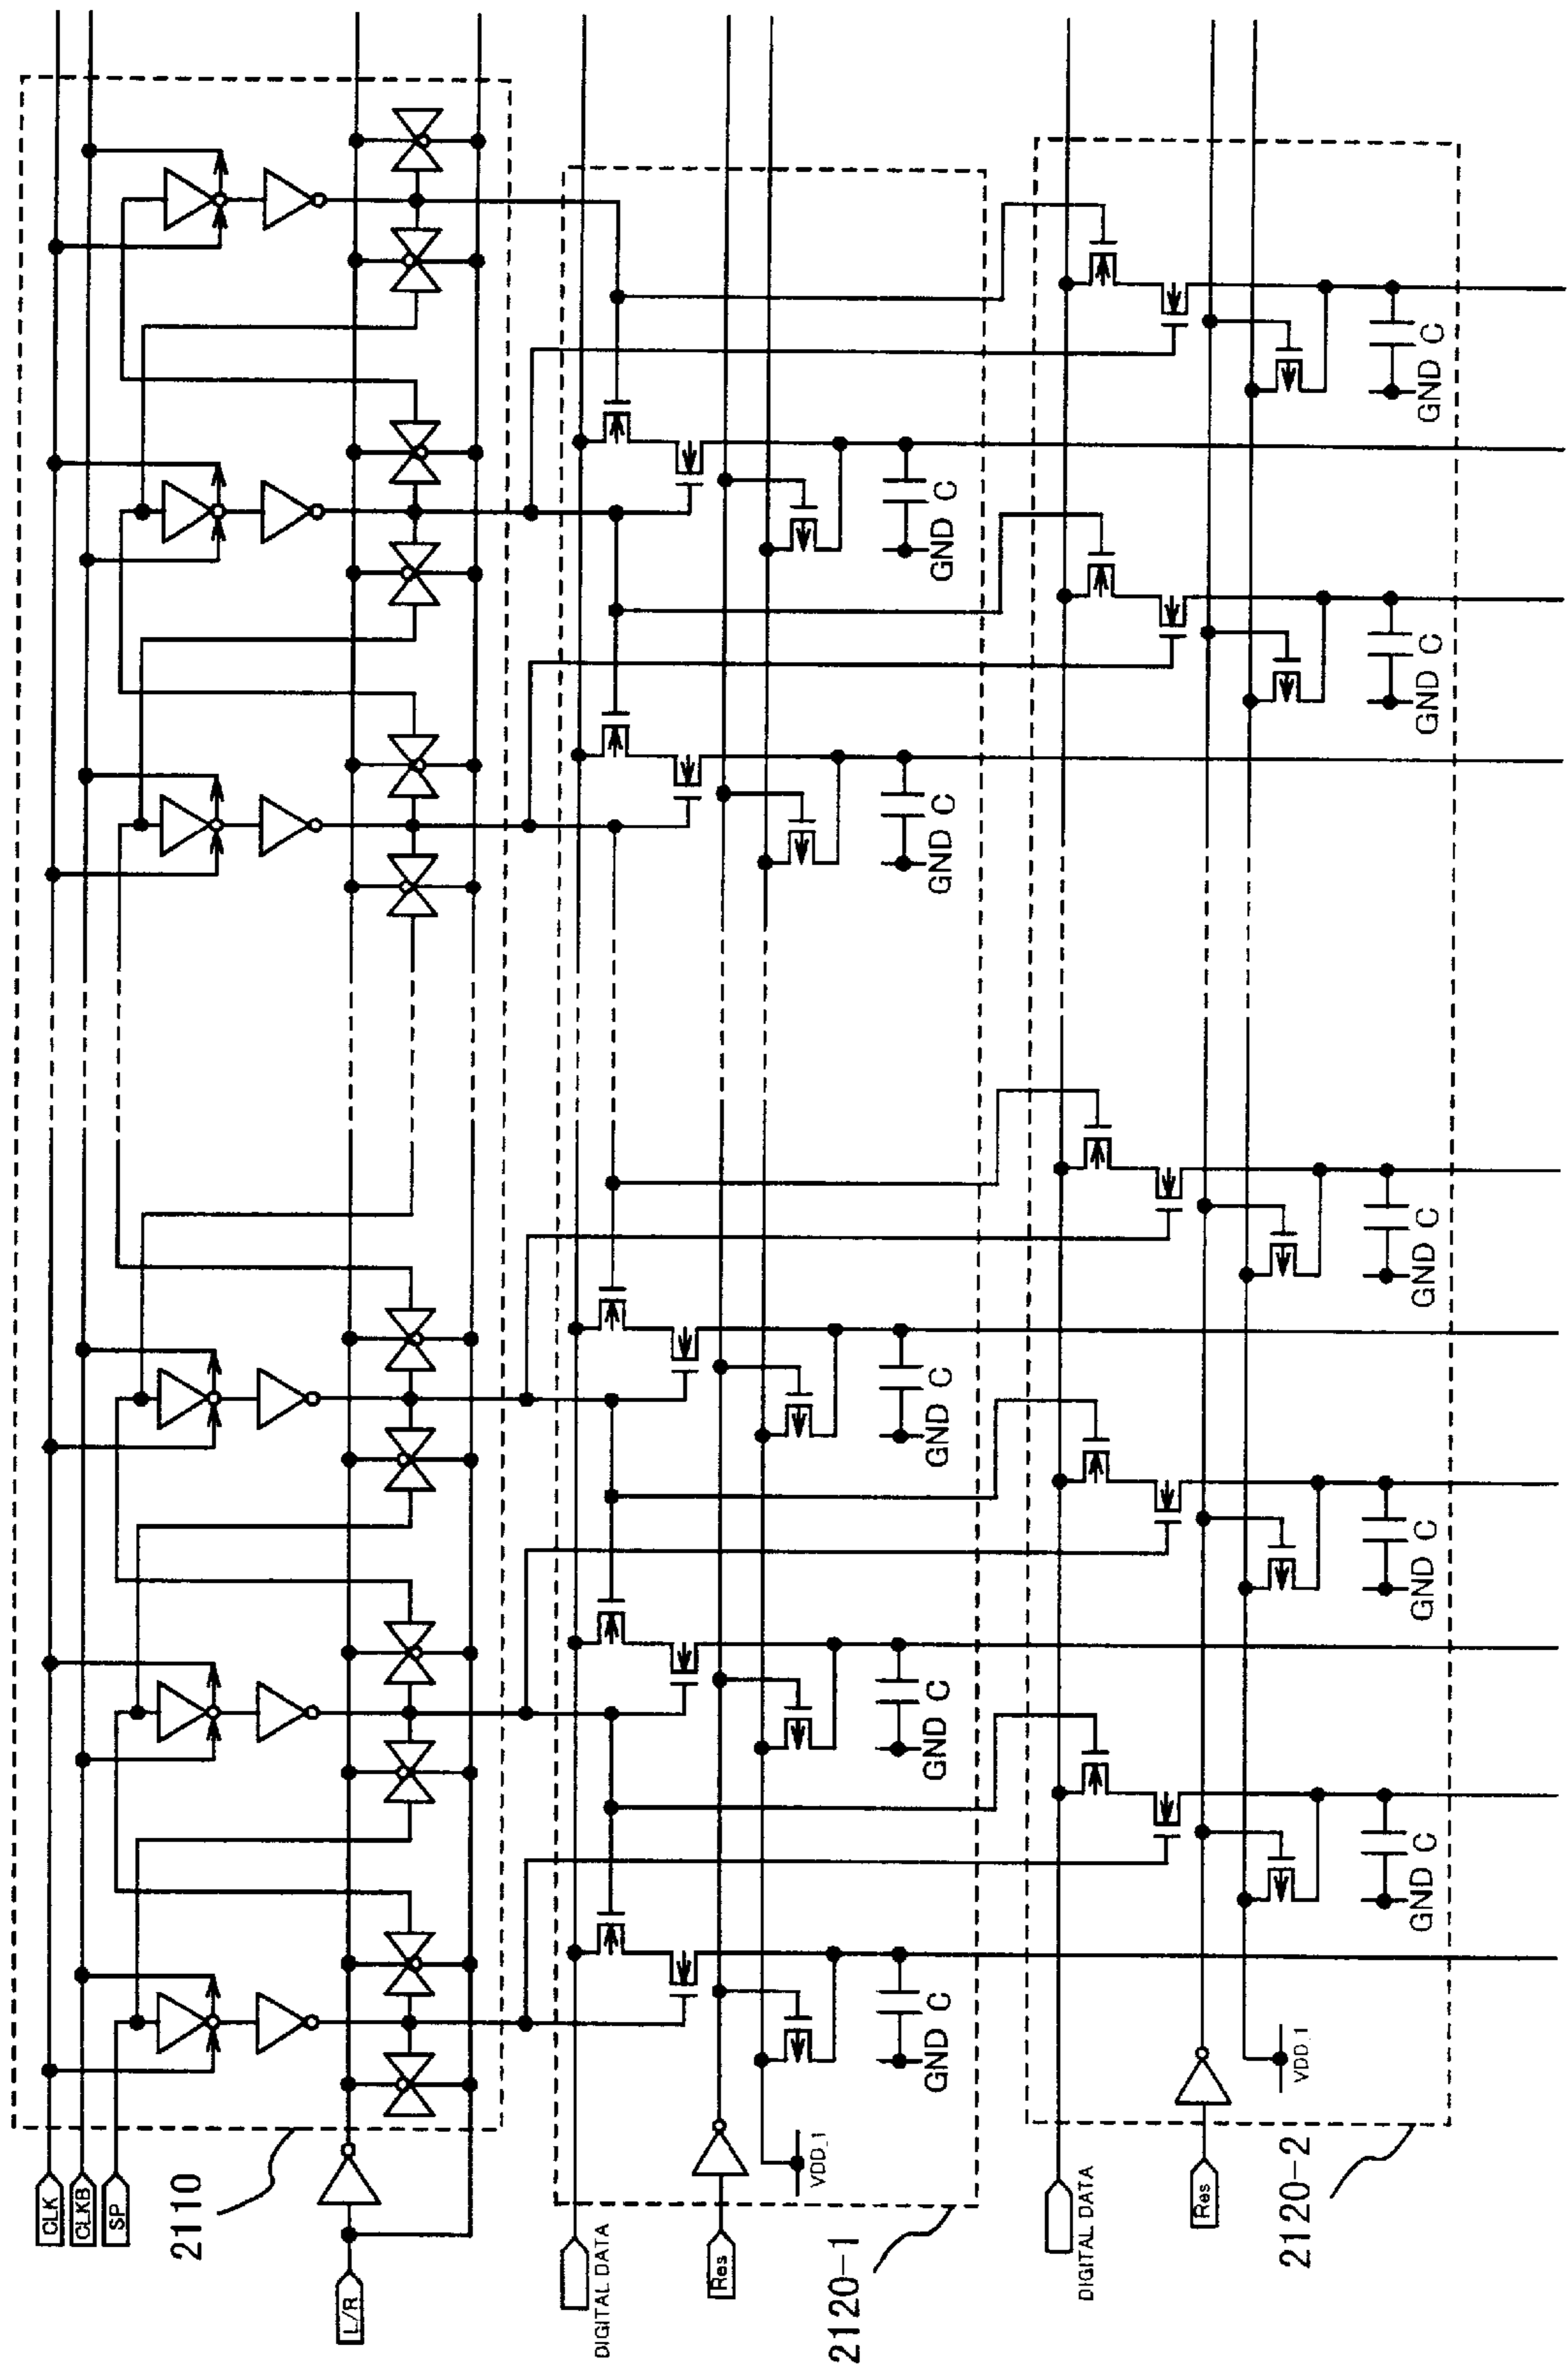 CLK
CLKB
SP
2110
L/R
DIGITAL DATA
Res
VDD_1
2120-1
GND C
GND C
GND C
GND C
GND C
GND C
DIGITAL DATA
Res
VDD_1
2120-2
GND C
GND C
GND C
GND C
GND C